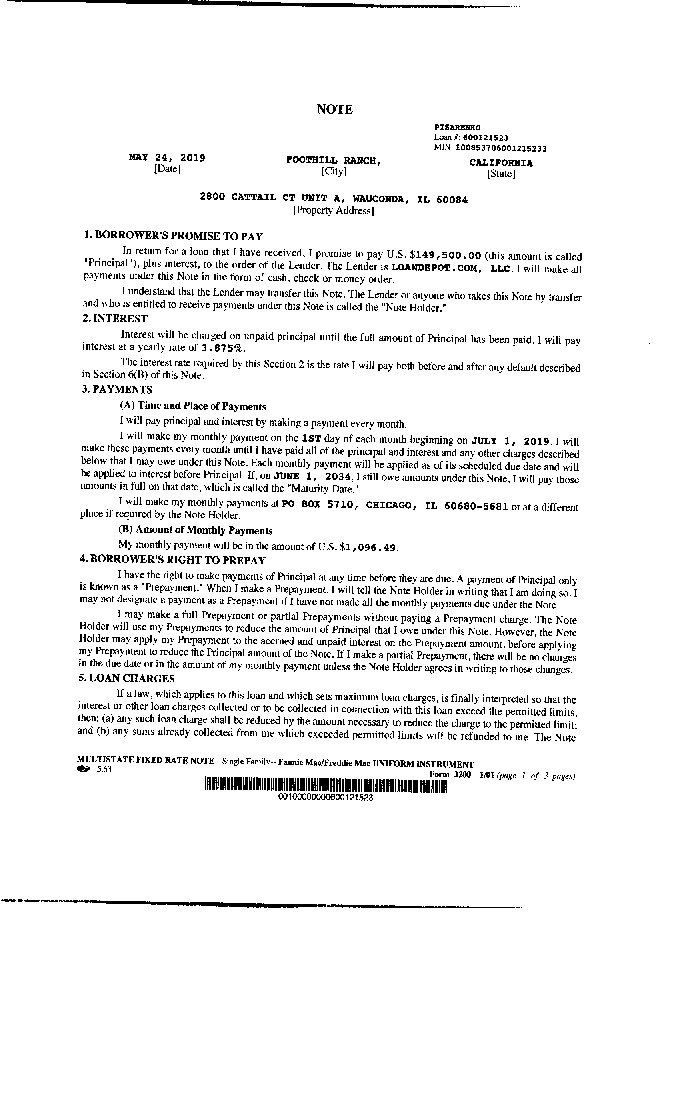 NOTE
PISARENKO
Loan #: 600121523
MIN: 100853706001215233
MAY 24, 2019 FOOTHILL RANCH, CALIFORNIA
[Date] [City] [State]
2800 CATTAIL CT UNIT A, WAUCONDA, IL 60084
[Property Address]
1. BORROWER'S PROMISE TO PAY
In return for a loan that I have received, I promise to pay U.S. $149,500.00 (this amount is called
"Principal"), plus interest, to the order of the Lender. The Lender is LOANDEPOT.COM, LLC. I will make all
payments under this Note in the form of cash, check or money order.
I understand that the Lender may transfer this Note. The Lender or anyone who takes this Note by transfer
and who is entitled to receive payments under this Note is called the "Note Holder."
2. INTEREST
Interest will be charged on unpaid principal until the full amount of Principal has been paid. I will pay
interest at a yearly rate of 3.875%.
The interest rate required by this Section 2 is the rate I will pay both before and after any default described
in Section 6(B) of this Note.
3. PAYMENTS
(A) Time and Place of Payments
I will pay principal and interest by making a payment every month.
I will make my monthly payment on the 1ST day of each month beginning on JULY 1, 2019. I will
make these payments every month until I have paid all of the principal and interest and any other charges described
below that I may owe under this Note. Each monthly payment will be applied as of its scheduled due date and will
be applied to interest before Principal. If, on JUNE 1, 2034, I still owe amounts under this Note, I will pay those
amounts in full on that date, which is called the "Maturity Date."
I will make my monthly payments at PO BOX 5710, CHICAGO, IL 60680-5681 or at a different
place if required by the Note Holder.
(B) Amount of Monthly Payments
My monthly payment will be in the amount of U.S. $1,096.49.
4. BORROWER'S RIGHT TO PREPAY
I have the right to make payments of Principal at any time before they are due. A payment of Principal only
is known as a "Prepayment." When I make a Prepayment, I will tell the Note Holder in writing that I am doing so. I
may not designate a payment as a Prepayment if I have not made all the monthly payments due under the Note.
I may make a full Prepayment or partial Prepayments without paying a Prepayment charge. The Note
Holder will use my Prepayments to reduce the amount of Principal that I owe under this Note. However, the Note
Holder may apply my Prepayment to the accrued and unpaid interest on the Prepayment amount, before applying
my Prepayment to reduce the Principal amount of the Note. If I make a partial Prepayment, there will be no changes
in the due date or in the amount of my monthly payment unless the Note Holder agrees in writing to those changes.
5. LOAN CHARGES
If a law, which applies to this loan and which sets maximum loan charges, is finally interpreted so that the
interest or other loan charges collected or to be collected in connection with this loan exceed the permitted limits,
then: (a) any such loan charge shall be reduced by the amount necessary to reduce the charge to the permitted limit;
and (b) any sums already collected from me which exceeded permitted limits will be refunded to me. The Note
MULTISTATE FIXED RATE NOTE--Single Family--Fannie Mae/Freddie Mac UNIFORM INSTRUMENT
5.61 Form 3200 1/01 (page 1 of 3 pages)